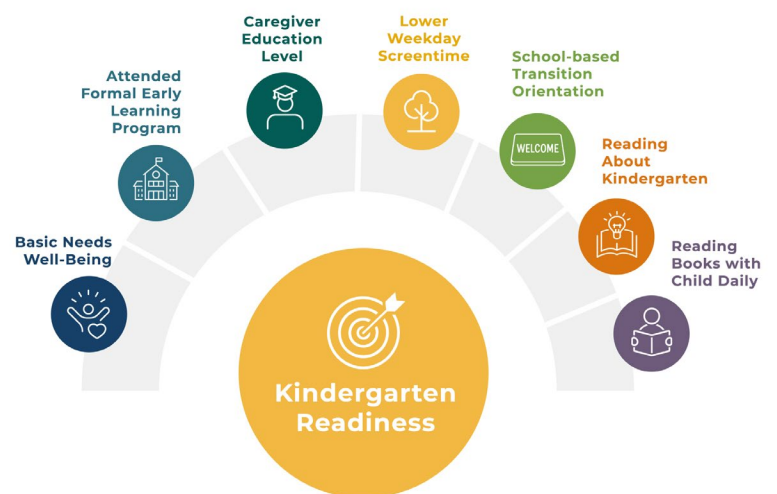 Basic Needs
Well-Being
Attended
Formal Early
Learning
Program
Caregiver
Education
Level
Lower
Weekday
Screentime
School-based
Transition
Orientation
WELCOME
Reading
About
Kindergarten
Reading
Books with
Child Daily
Kindergarten
Readiness